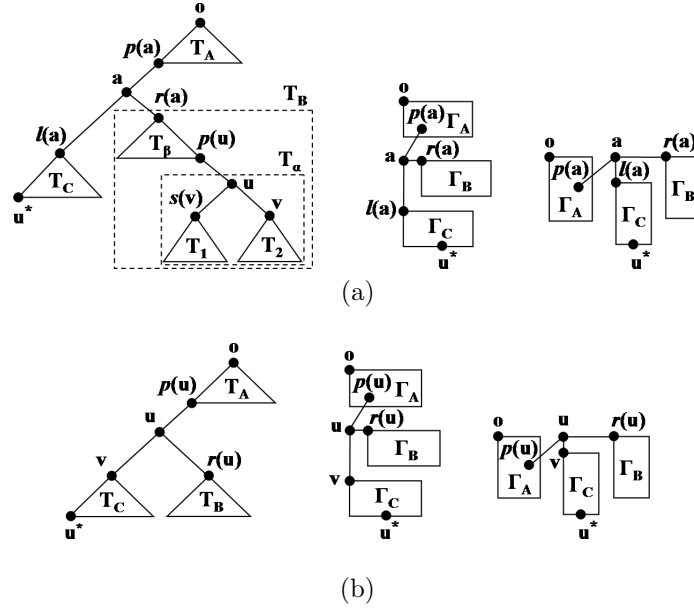 o
p(a) T_A
a r(a) T_B
l(a) T_β p(u) T_α
T_C s(v) u
u* v
T_1 T_2
o
p(a) Γ_A
a r(a)
Γ_B
l(a) Γ_C
u*
o a r(a)
p(a) l(a)
Γ_A Γ_C Γ_B
u*
(a)
o
p(u) T_A
u
v r(u)
T_C T_B
u*
o
p(u) Γ_A
u r(u)
Γ_B
v Γ_C
u*
o u r(u)
p(u) v
Γ_A Γ_C Γ_B
u*
(b)